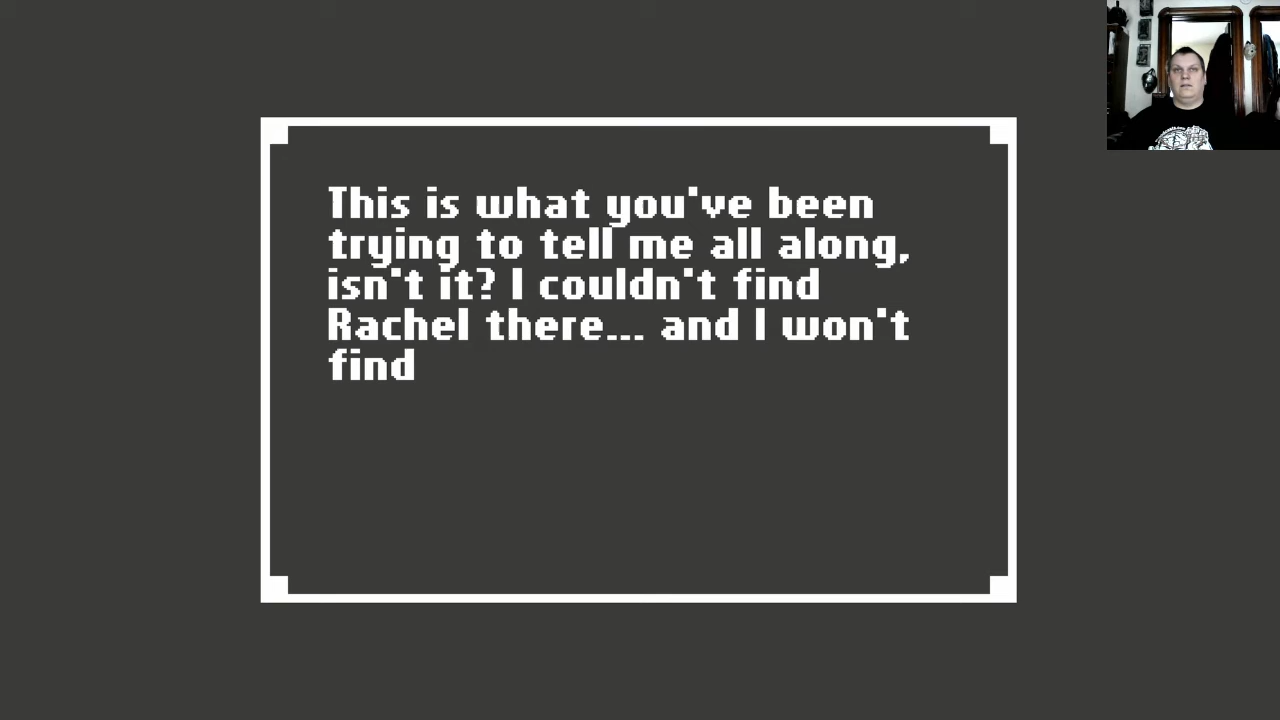 This is what you've been
trying to tell me all along,
isn't it? I couldn't find
Rachel there... and I won't
find